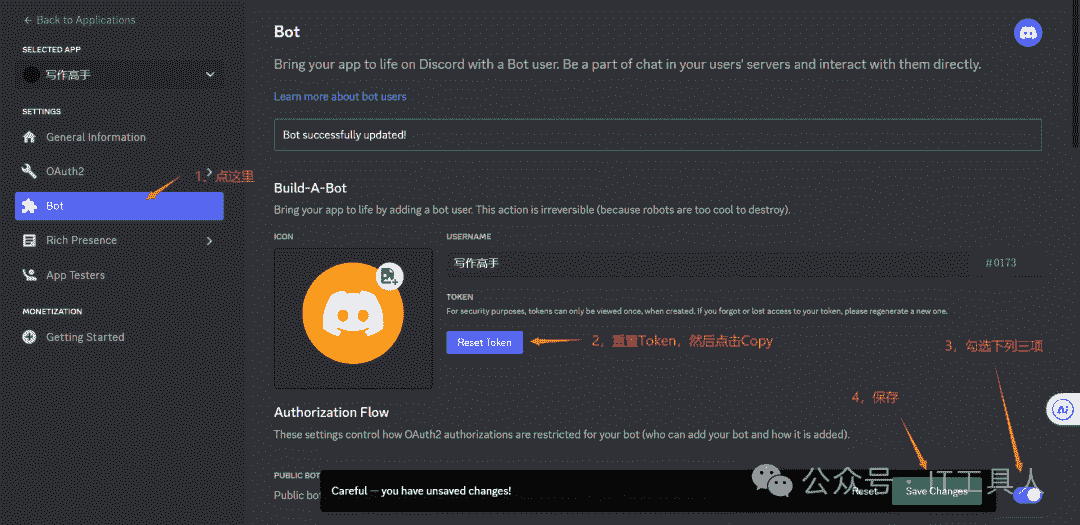 ← Back to Applications
SELECTED APP
写作高手
SETTINGS
General Information
OAuth2
1、点这里
Bot
Rich Presence
App Testers
MONETIZATION
Getting Started
Bot
Bring your app to life on Discord with a Bot user. Be a part of chat in your users' servers and interact with them directly.
Learn more about bot users
Bot successfully updated!
Build-A-Bot
Bring your app to life by adding a bot user. This action is irreversible (because robots are too cool to destroy).
ICON
USERNAME
写作高手
#0173
TOKEN
For security purposes, tokens can only be viewed once, when created. If you forgot or lost access to your token, please regenerate a new one.
Reset Token
2，重置Token，然后点击Copy
3，勾选下列三项
4，保存
Authorization Flow
These settings control how OAuth2 authorizations are restricted for your bot (who can add your bot and how it is added).
PUBLIC BOT
Public bot
Careful — you have unsaved changes!
Reset
Save Changes
公众号 · IT工具人